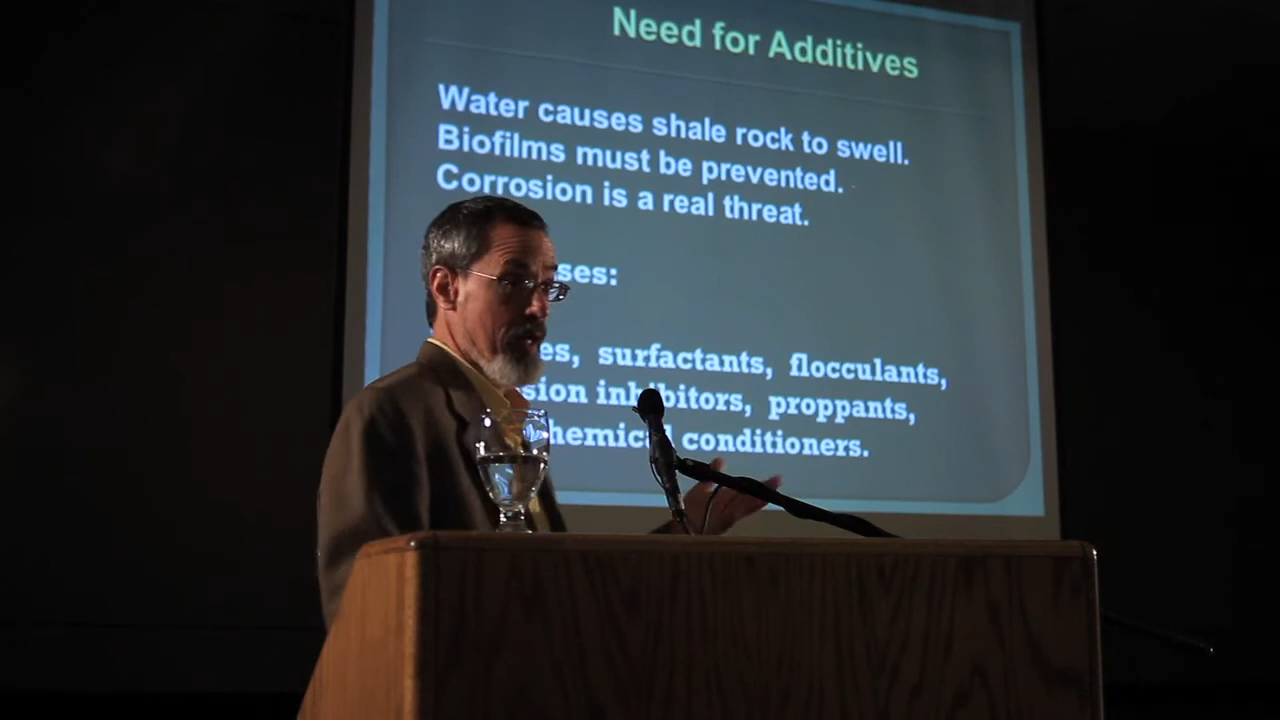 Need for Additives
Water causes shale rock to swell.
Biofilms must be prevented.
Corrosion is a real threat.
ses:
es, surfactants, flocculants,
sion inhibitors, proppants,
hemical conditioners.